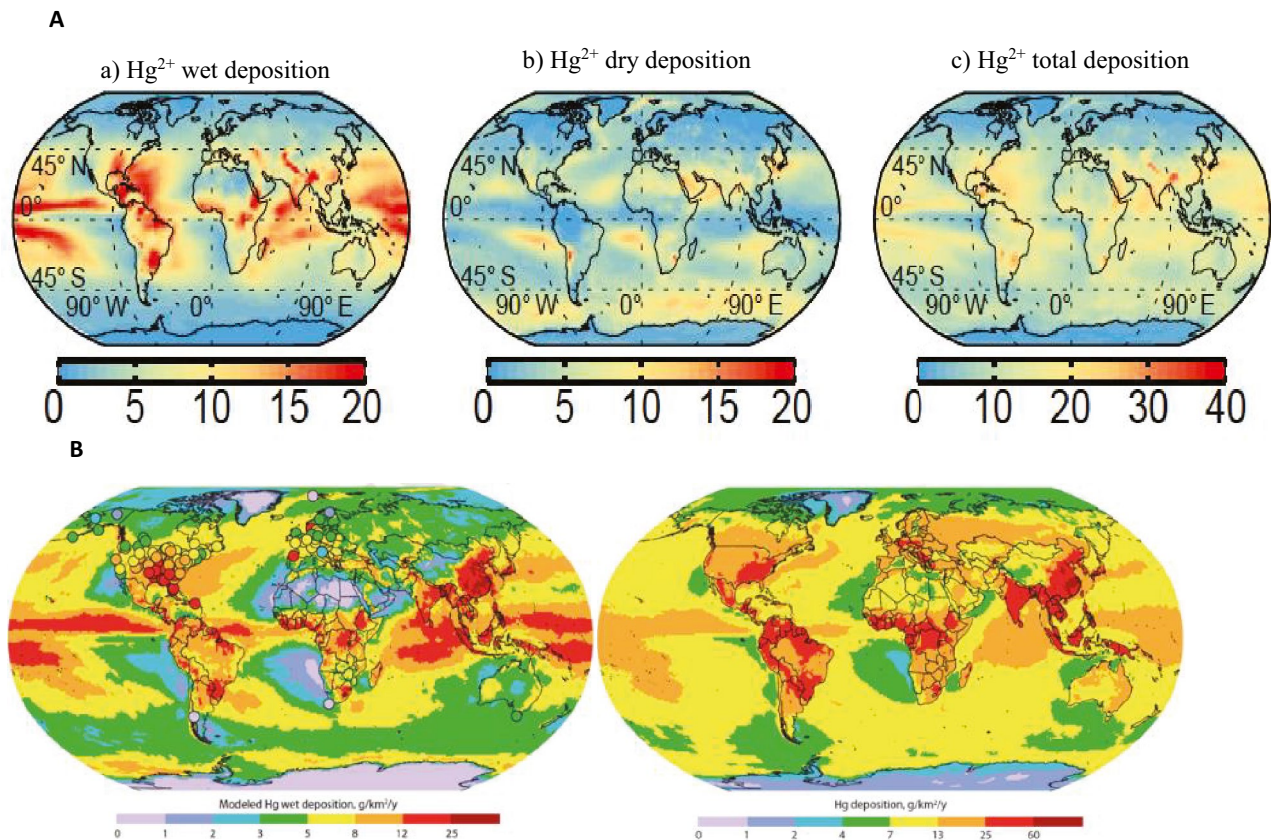 A
a) Hg²⁺ wet deposition
b) Hg²⁺ dry deposition
c) Hg²⁺ total deposition
45° N
0°
45° S
90° W 0° 90° E
0 5 10 15 20
45° N
0°
45° S
90° W 0° 90° E
0 5 10 15 20
45° N
0°
45° S
90° W 0° 90° E
0 10 20 30 40
B
Modeled Hg wet deposition, g/km²/y
0 1 2 3 5 8 12 25
Hg deposition, g/km²/y
0 1 2 4 7 13 25 60